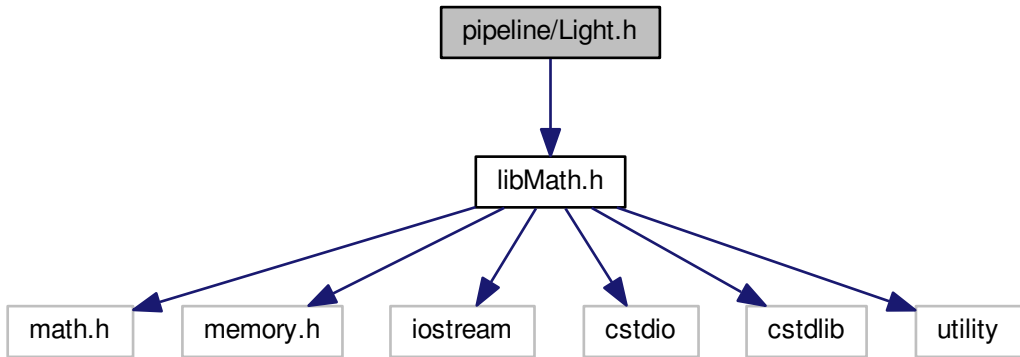 pipeline/Light.h
libMath.h
math.h
memory.h
iostream
cstdio
cstdlib
utility